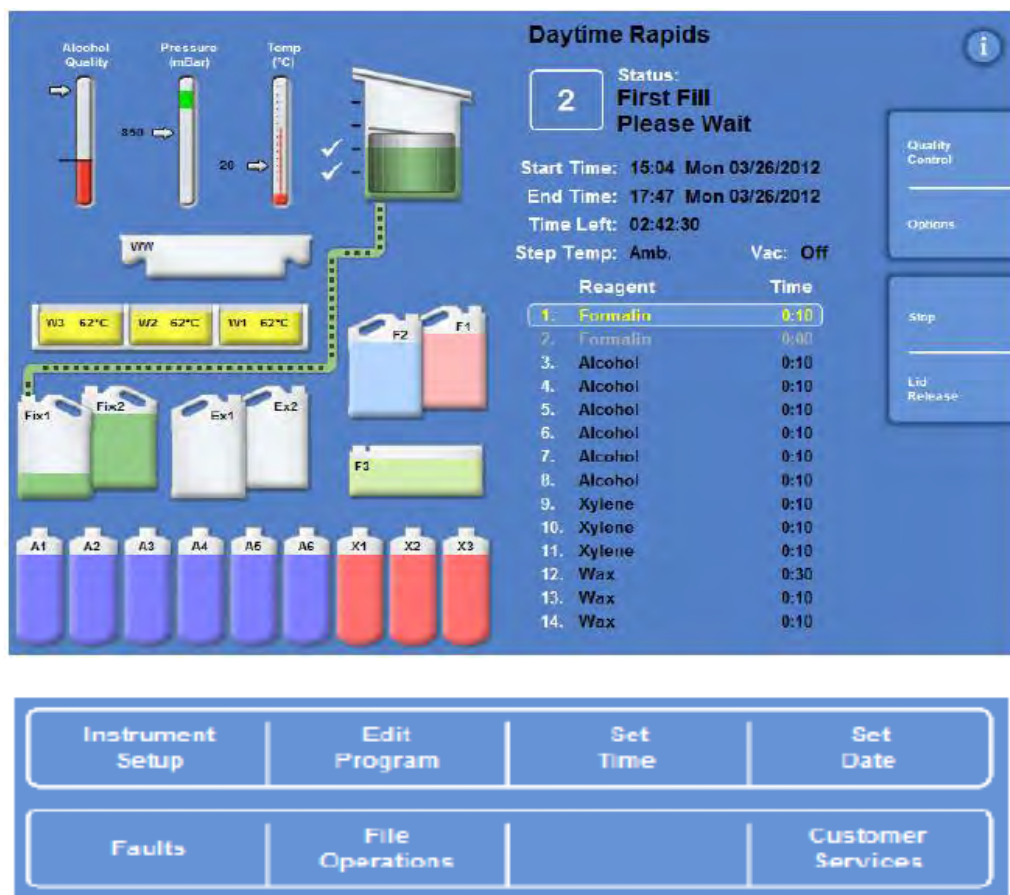 Alcohol Quality
Pressure (mBar)
Temp (°C)
850
20
WW
W3 62°C
W2 62°C
W1 62°C
F2
F1
Fix1
Fix2
Ex1
Ex2
F3
A1
A2
A3
A4
A5
A6
X1
X2
X3
Daytime Rapids
i
2
Status:
First Fill
Please Wait
Start Time: 15:04 Mon 03/26/2012
End Time: 17:47 Mon 03/26/2012
Time Left: 02:42:30
Step Temp: Amb. Vac: Off
Reagent Time
1. Formalin 0:10
2. Formalin 0:00
3. Alcohol 0:10
4. Alcohol 0:10
5. Alcohol 0:10
6. Alcohol 0:10
7. Alcohol 0:10
8. Alcohol 0:10
9. Xylene 0:10
10. Xylene 0:10
11. Xylene 0:10
12. Wax 0:30
13. Wax 0:10
14. Wax 0:10
Quality
Control
Options
Stop
Lid
Release
Instrument
Setup
Edit
Program
Set
Time
Set
Date
Faults
File
Operations
Customer
Services